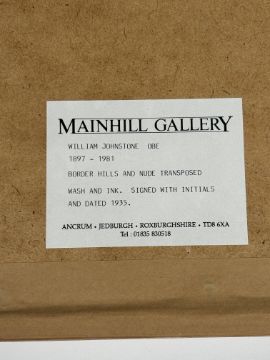 MAINHILL GALLERY
WILLIAM JOHNSTONE OBE
1897 - 1981
BORDER HILLS AND NUDE TRANSPOSED
WASH AND INK. SIGNED WITH INITIALS
AND DATED 1935.
ANCRUM • JEDBURGH • ROXBURGHSHIRE • TD8 6XA
Tel : 01835 830518